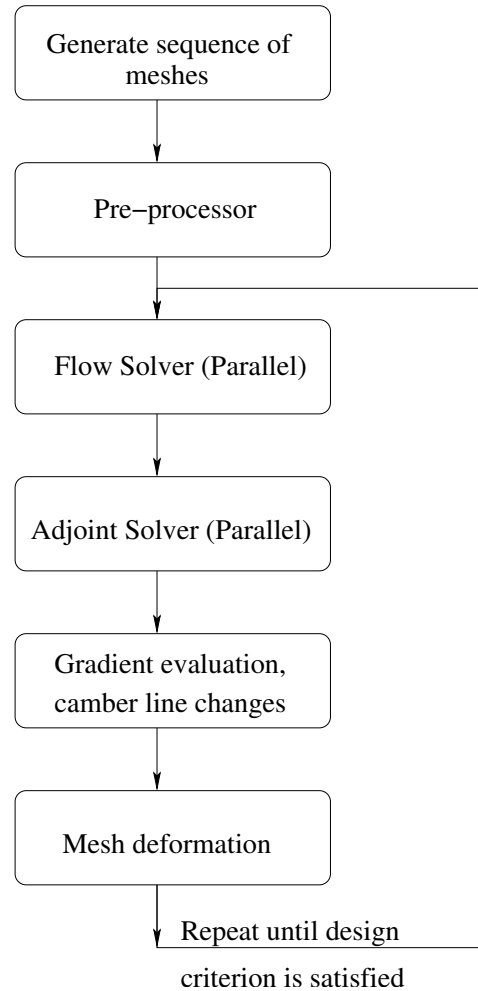 Generate sequence of
meshes
Pre−processor
Flow Solver (Parallel)
Adjoint Solver (Parallel)
Gradient evaluation,
camber line changes
Mesh deformation
Repeat until design
criterion is satisfied